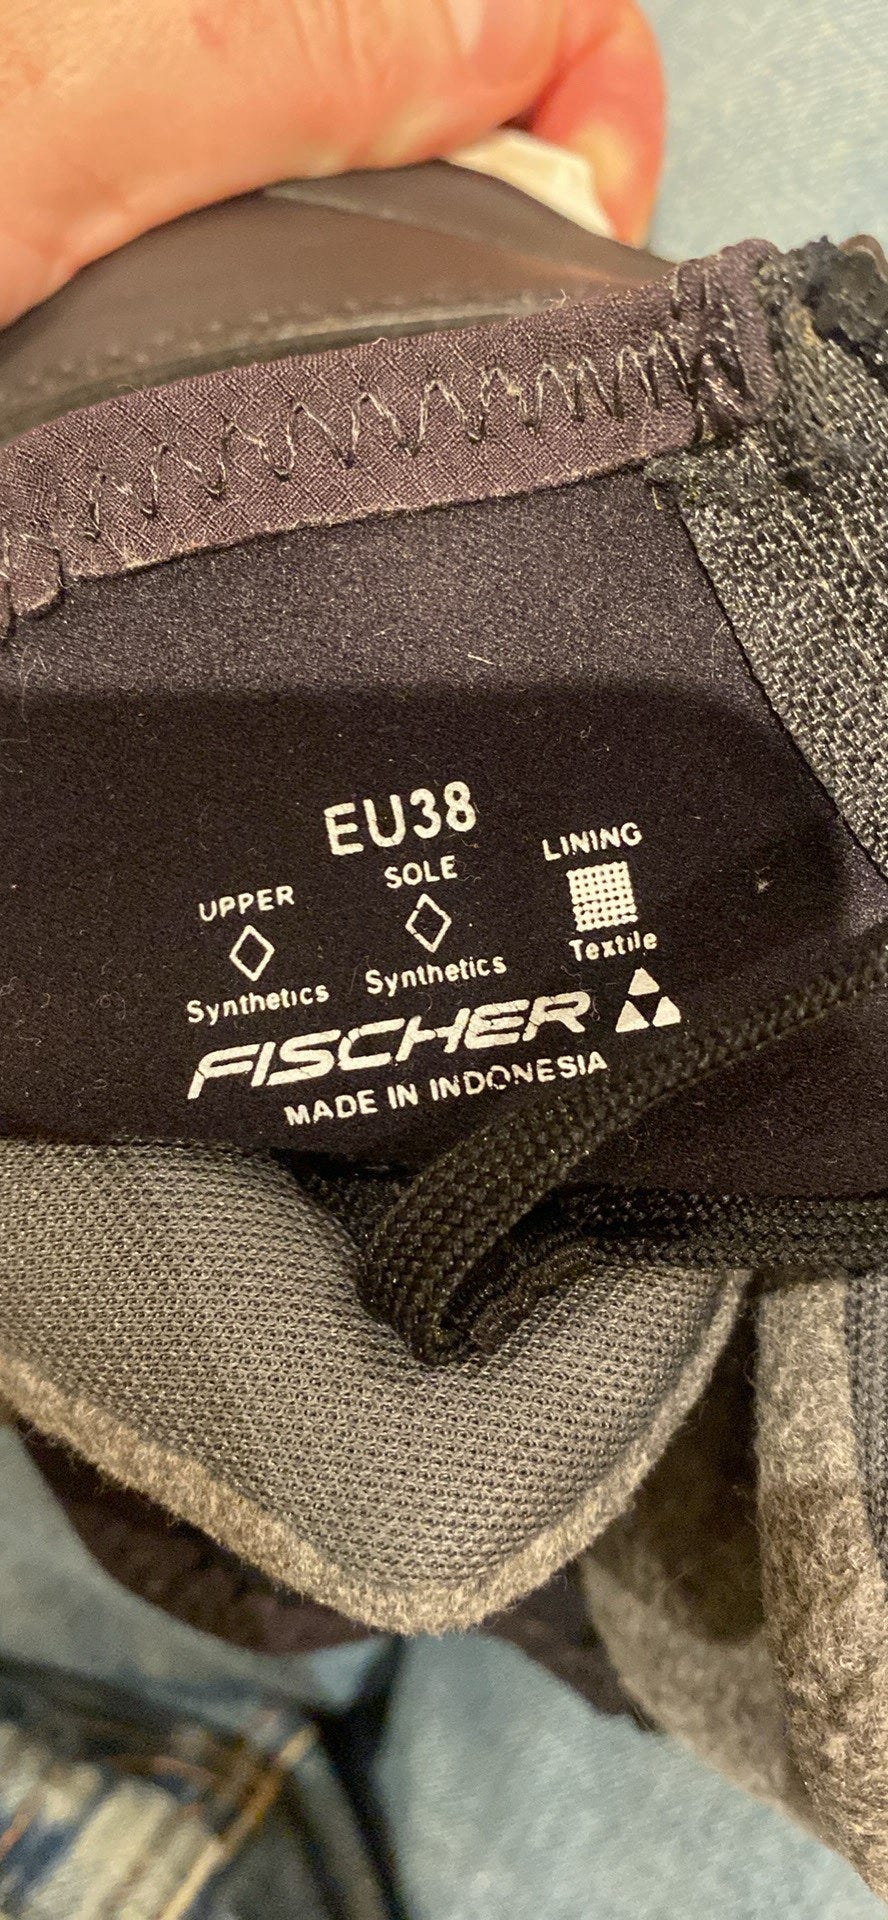 EU38
UPPER SOLE LINING
Synthetics Synthetics Textile
FISCHER
MADE IN INDONESIA